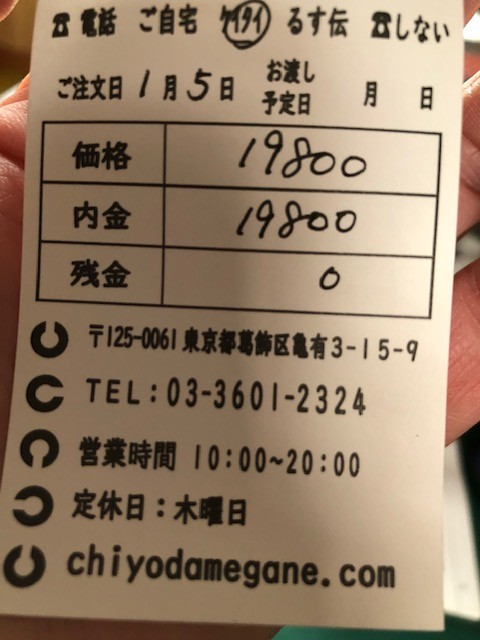 ☎電話 ご自宅 ケイタイ るす伝 ☎しない
ご注文日 1月5日 お渡し予定日 月 日
価格 19800
内金 19800
残金 0
〒125-0061 東京都葛飾区亀有3-15-9
TEL:03-3601-2324
営業時間 10:00~20:00
定休日:木曜日
chiyodamegane.com